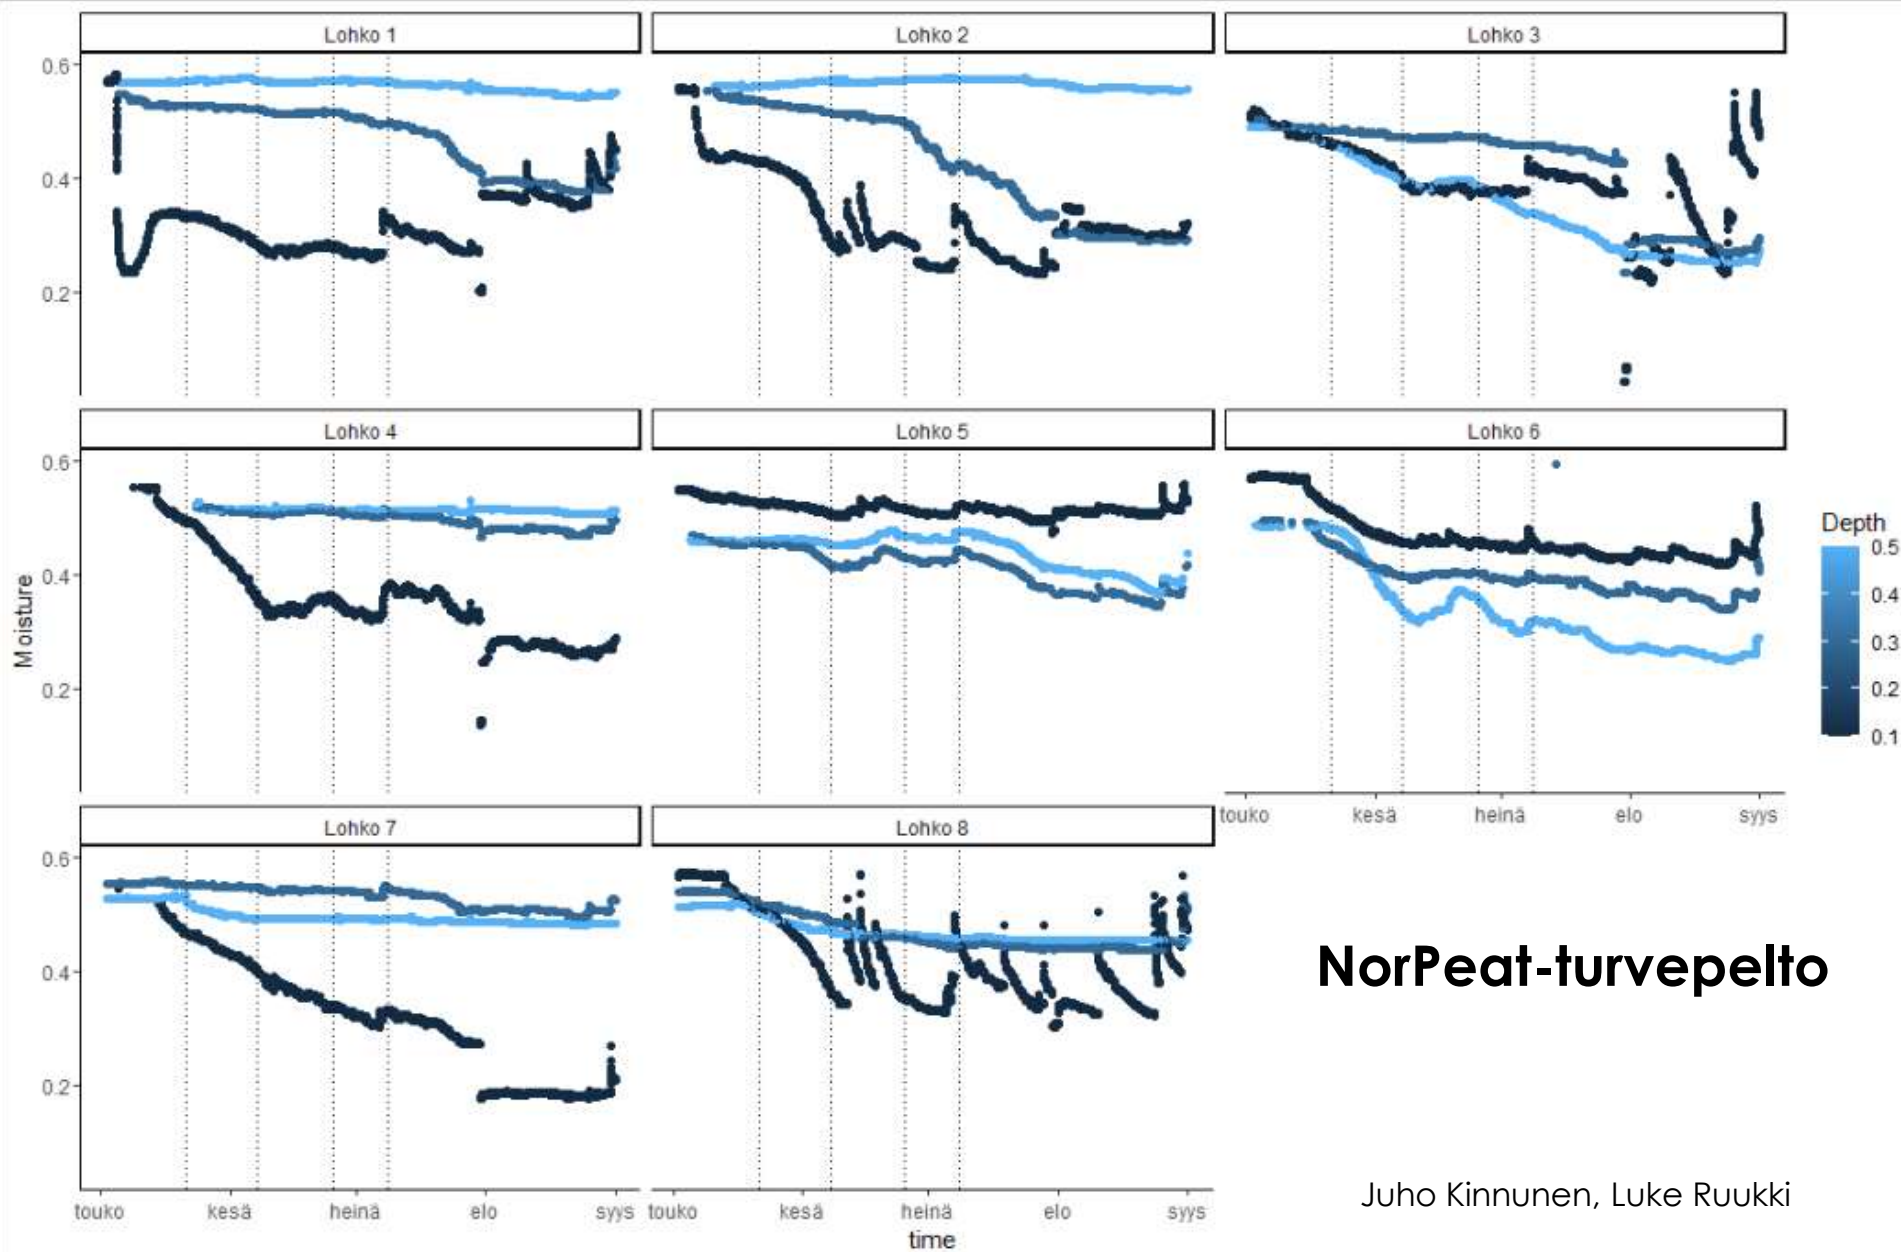 Lohko 1
Lohko 2
Lohko 3
0.6
0.4
0.2
Lohko 4
Lohko 5
Lohko 6
0.6
0.4
0.2
Moisture
touko kesä heinä elo syys
Depth
0.5
0.4
0.3
0.2
0.1
Lohko 7
Lohko 8
0.6
0.4
0.2
touko kesä heinä elo syys
touko kesä heinä elo syys
time
NorPeat-turvepelto
Juho Kinnunen, Luke Ruukki